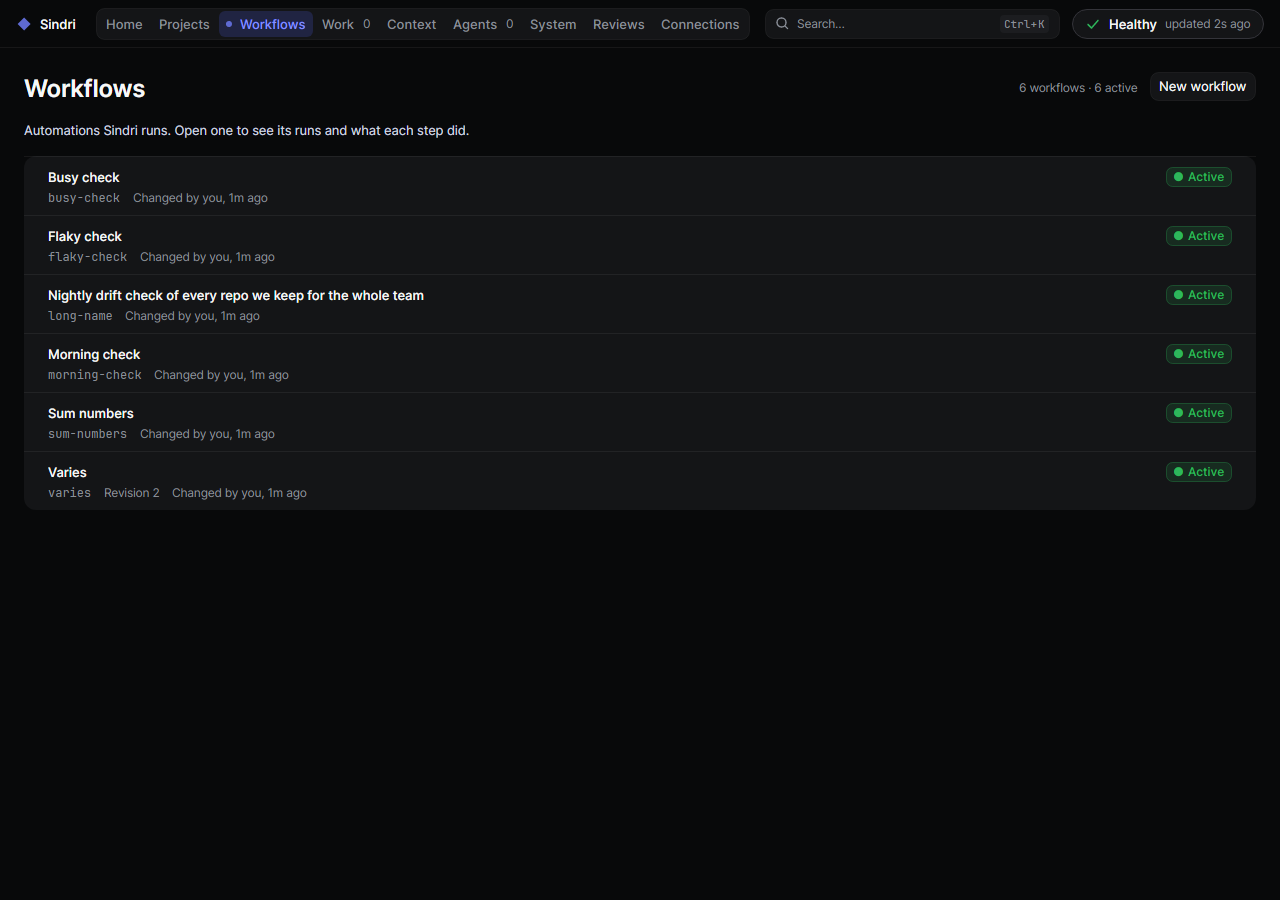 Sindri
Home Projects Workflows Work 0 Context Agents 0 System Reviews Connections
Search... Ctrl+K
Healthy updated 2s ago
Workflows
6 workflows · 6 active
New workflow
Automations Sindri runs. Open one to see its runs and what each step did.
Busy check
Active
busy-check Changed by you, 1m ago
Flaky check
Active
flaky-check Changed by you, 1m ago
Nightly drift check of every repo we keep for the whole team
Active
long-name Changed by you, 1m ago
Morning check
Active
morning-check Changed by you, 1m ago
Sum numbers
Active
sum-numbers Changed by you, 1m ago
Varies
Active
varies Revision 2 Changed by you, 1m ago